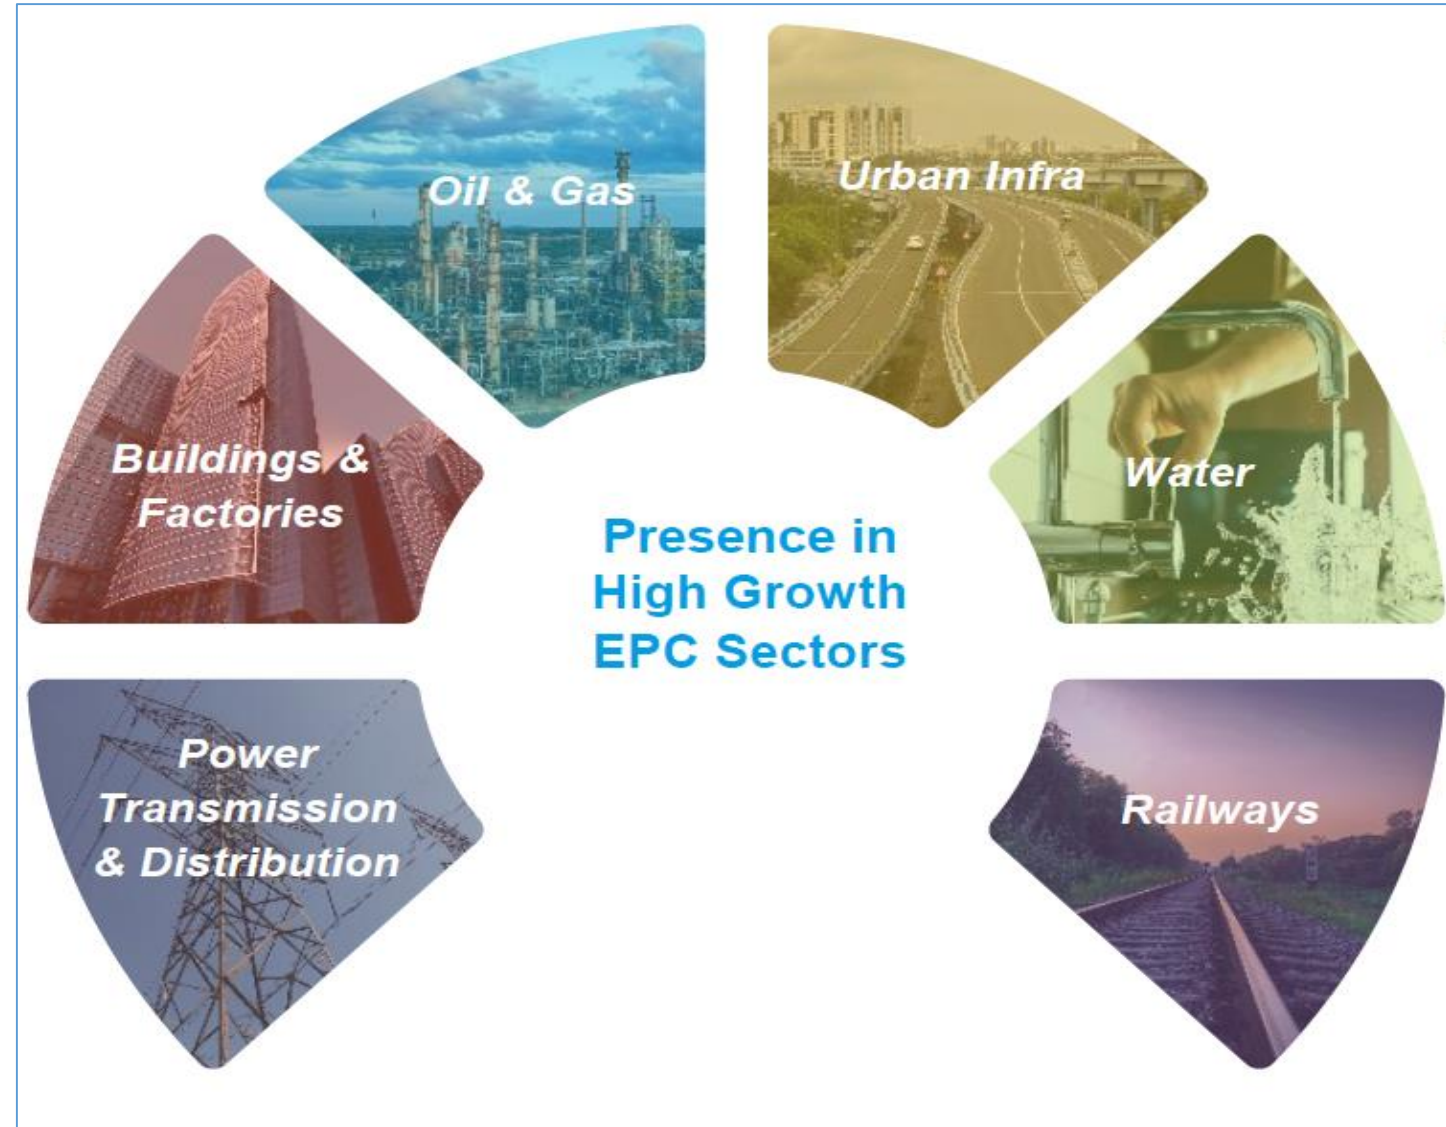 Oil & Gas
Urban Infra
Buildings &
Factories
Water
Presence in
High Growth
EPC Sectors
Power
Transmission
& Distribution
Railways